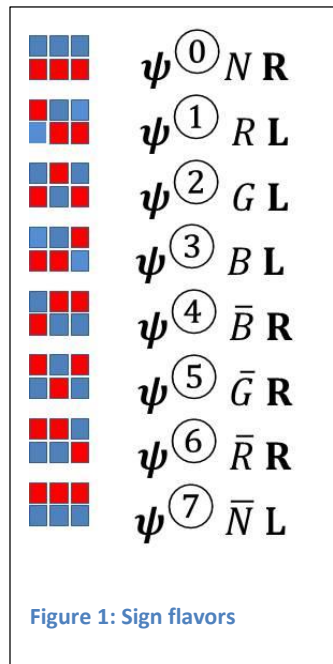 𝝍⓪ N R
𝝍① R L
𝝍② G L
𝝍③ B L
𝝍④ B̅ R
𝝍⑤ G̅ R
𝝍⑥ R̅ R
𝝍⑦ N̅ L
Figure 1: Sign flavors